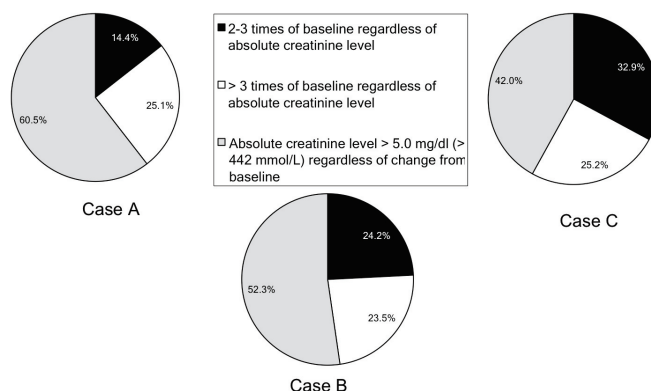 14.4%
25.1%
60.5%
Case A
2-3 times of baseline regardless of
absolute creatinine level
> 3 times of baseline regardless of
absolute creatinine level
Absolute creatinine level > 5.0 mg/dl (>
442 mmol/L) regardless of change from
baseline
32.9%
42.0%
25.2%
Case C
24.2%
52.3%
23.5%
Case B